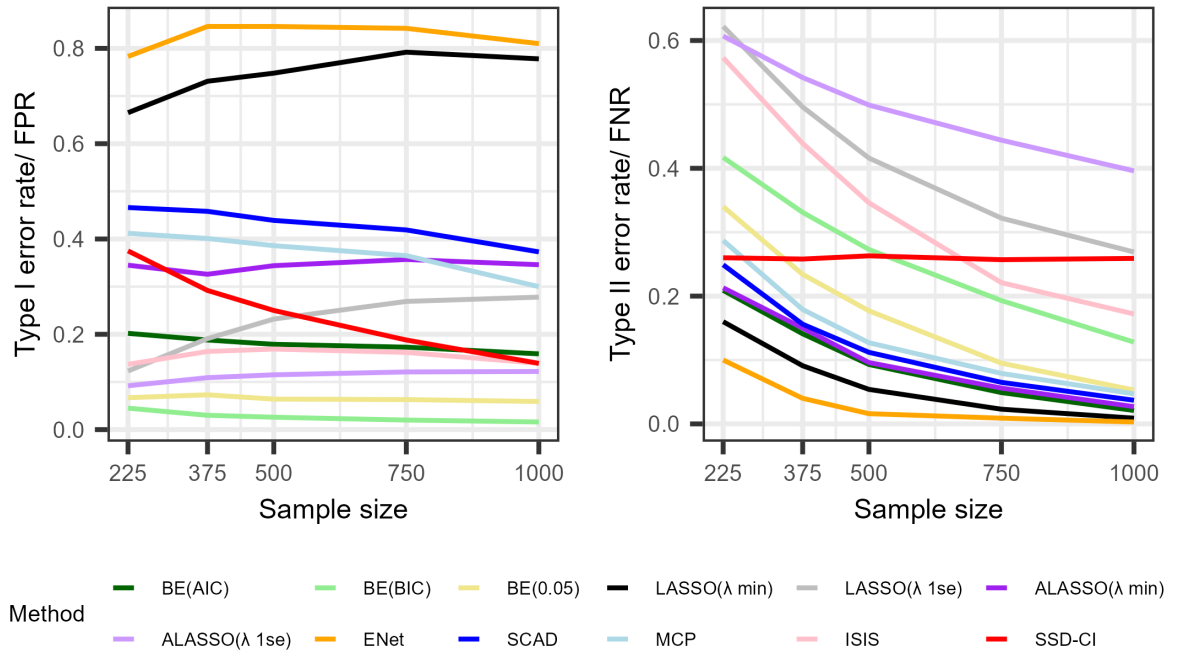 Type I error rate/ FPR
0.8
0.6
0.4
0.2
0.0
225 375 500 750 1000
Sample size
Type II error rate/ FNR
0.6
0.4
0.2
0.0
225 375 500 750 1000
Sample size
Method
BE(AIC) BE(BIC) BE(0.05) LASSO(λ min) LASSO(λ 1se) ALASSO(λ min)
ALASSO(λ 1se) ENet SCAD MCP ISIS SSD-CI